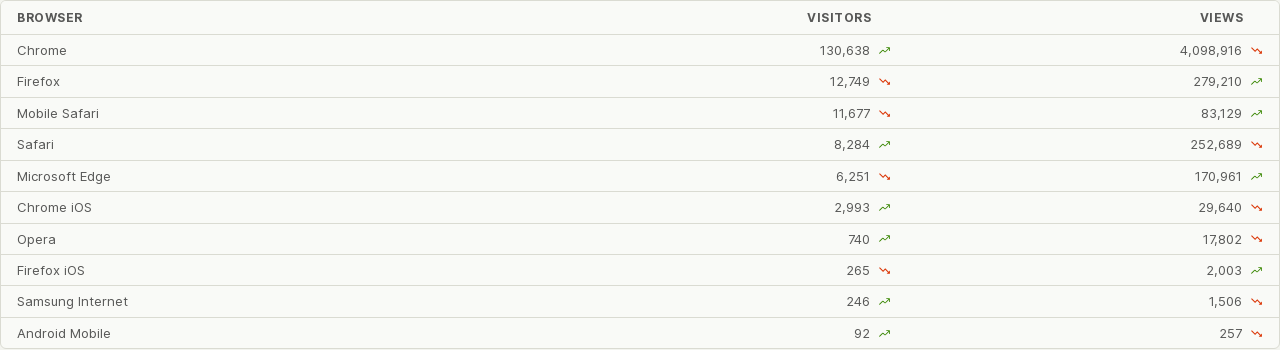 BROWSER VISITORS VIEWS
Chrome 130,638 4,098,916
Firefox 12,749 279,210
Mobile Safari 11,677 83,129
Safari 8,284 252,689
Microsoft Edge 6,251 170,961
Chrome iOS 2,993 29,640
Opera 740 17,802
Firefox iOS 265 2,003
Samsung Internet 246 1,506
Android Mobile 92 257